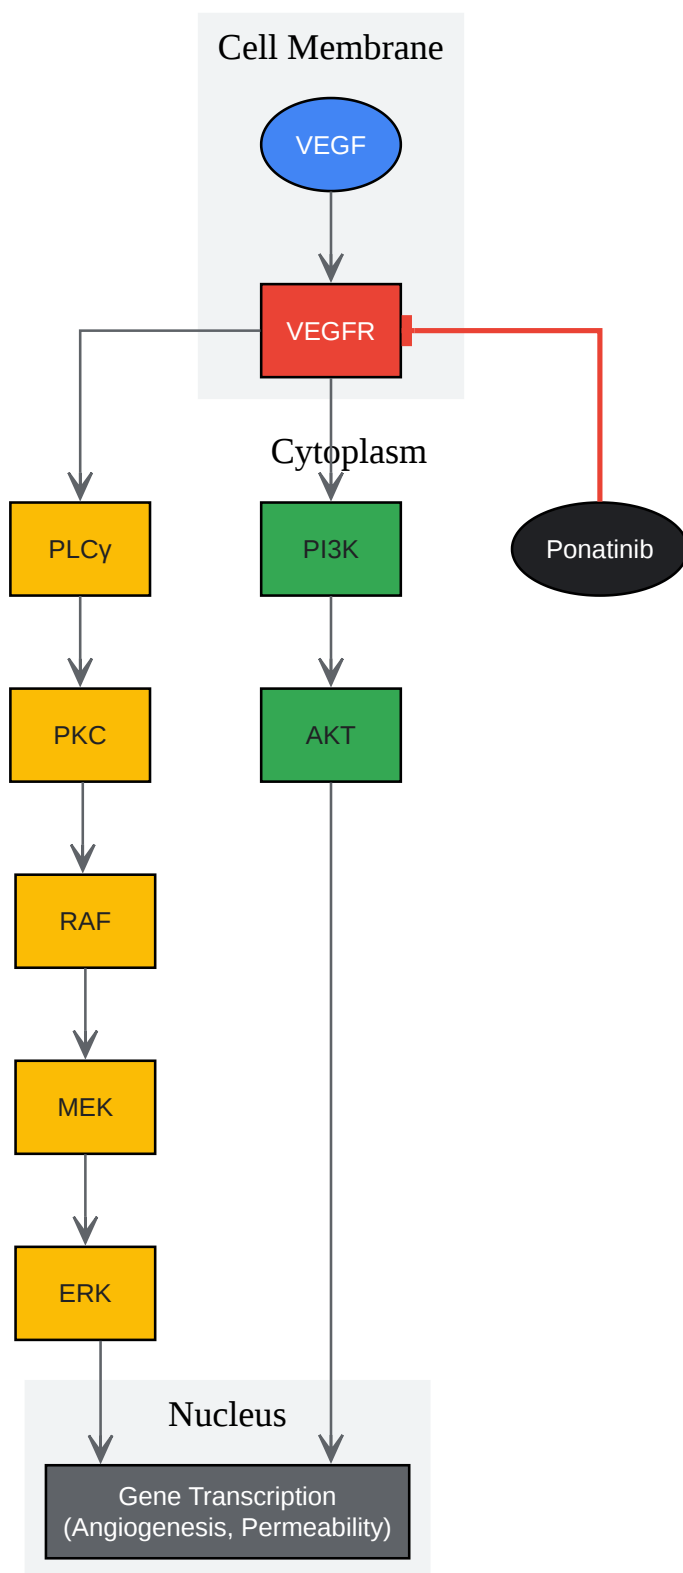 Cell Membrane
VEGF
VEGFR
Cytoplasm
PLCγ
PI3K
Ponatinib
PKC
AKT
RAF
MEK
ERK
Nucleus
Gene Transcription
(Angiogenesis, Permeability)